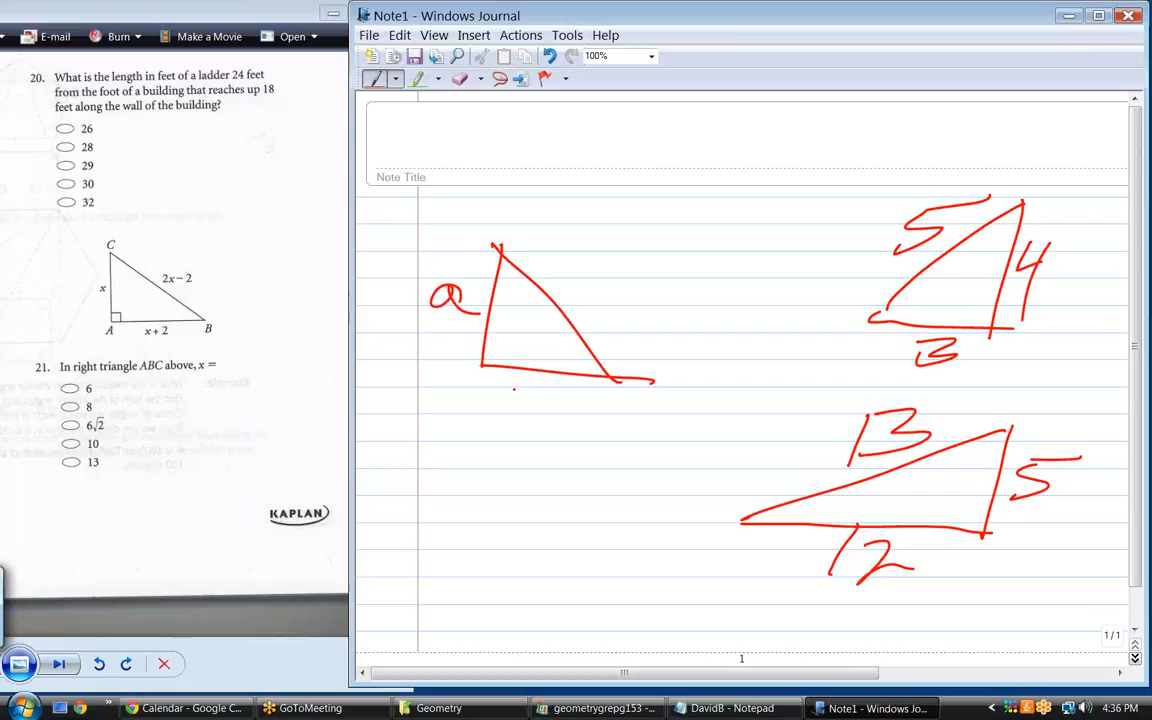 Note1 - Windows Journal
File Edit View Insert Actions Tools Help
E-mail Burn Make a Movie Open
100%
Note Title
20. What is the length in feet of a ladder 24 feet
from the foot of a building that reaches up 18
feet along the wall of the building?
26
28
29
30
32
C
x
2x − 2
A
x + 2
B
21. In right triangle ABC above, x =
6
8
6√2
10
13
KAPLAN
a
5
4
3
13
5
12
1 / 1
1
Calendar - Google C...
GoToMeeting
Geometry
geometrygrepg153 -...
DavidB - Notepad
Note1 - Windows Jo...
4:36 PM